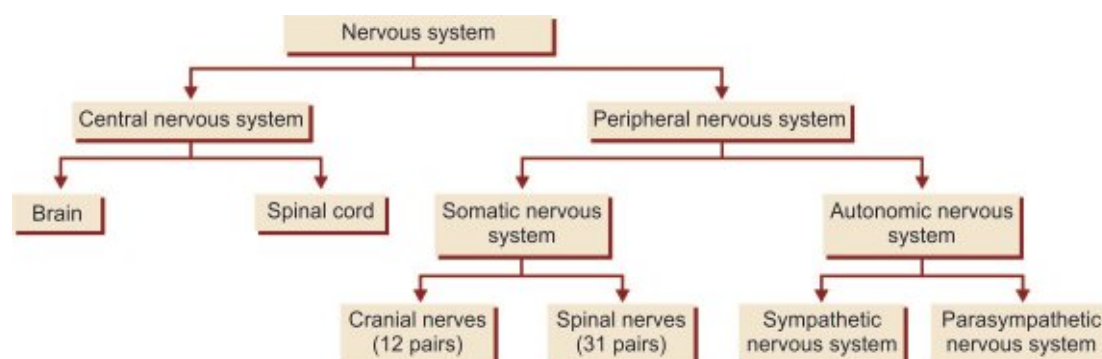 Nervous system
Central nervous system
Peripheral nervous system
Brain
Spinal cord
Somatic nervous
system
Autonomic nervous
system
Cranial nerves
(12 pairs)
Spinal nerves
(31 pairs)
Sympathetic
nervous system
Parasympathetic
nervous system